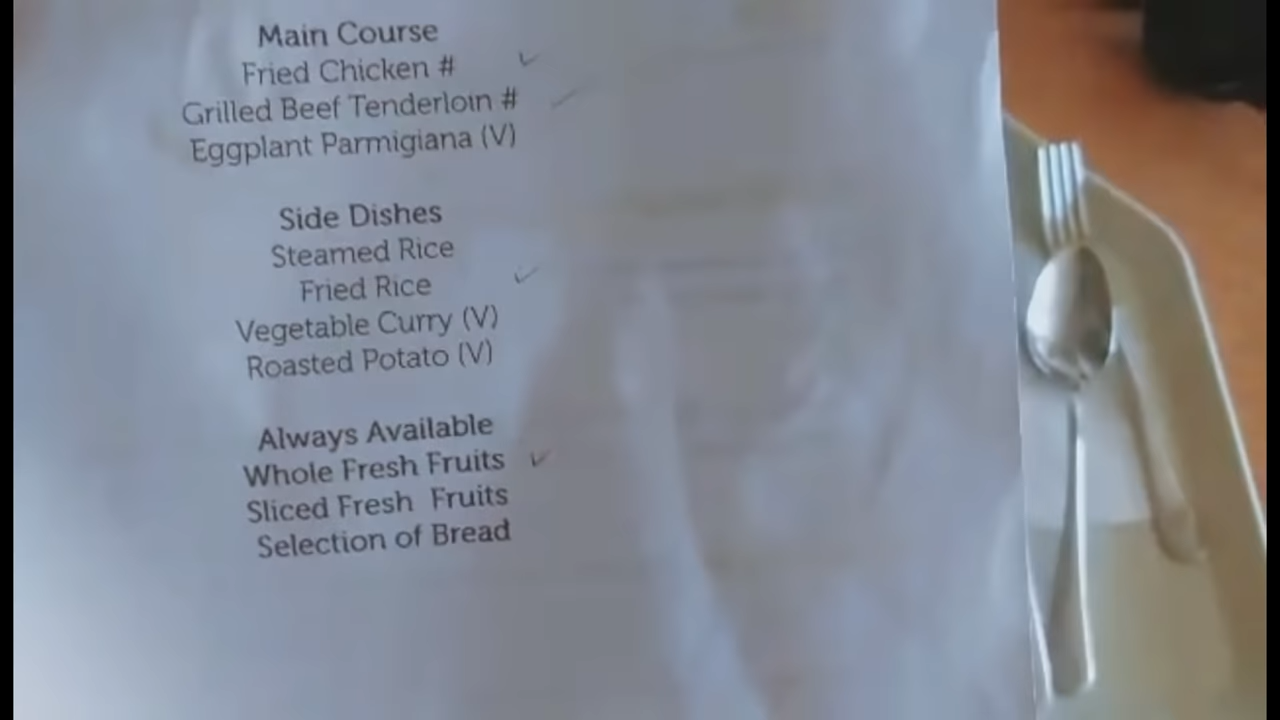 Main Course
Fried Chicken # ✓
Grilled Beef Tenderloin # ✓
Eggplant Parmigiana (V)
Side Dishes
Steamed Rice
Fried Rice ✓
Vegetable Curry (V)
Roasted Potato (V)
Always Available
Whole Fresh Fruits ✓
Sliced Fresh Fruits
Selection of Bread